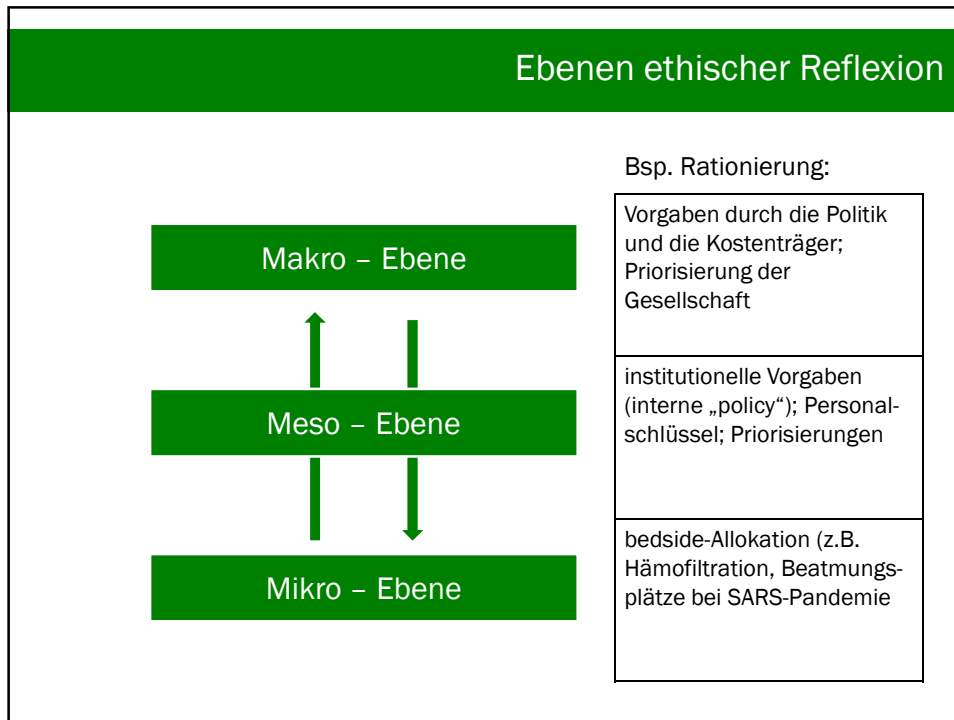 Ebenen ethischer Reflexion
Bsp. Rationierung:
Makro – Ebene
Vorgaben durch die Politik
und die Kostenträger;
Priorisierung der
Gesellschaft
Meso – Ebene
institutionelle Vorgaben
(interne „policy“); Personal-
schlüssel; Priorisierungen
Mikro – Ebene
bedside-Allokation (z.B.
Hämofiltration, Beatmungs-
plätze bei SARS-Pandemie